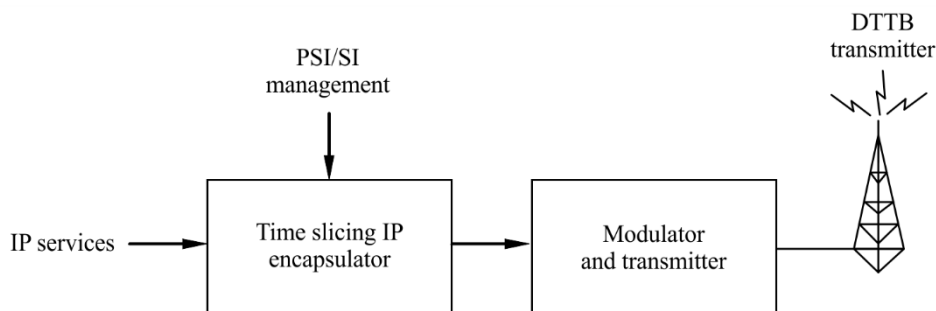 DTTB
transmitter
PSI/SI
management
IP services
Time slicing IP
encapsulator
Modulator
and transmitter